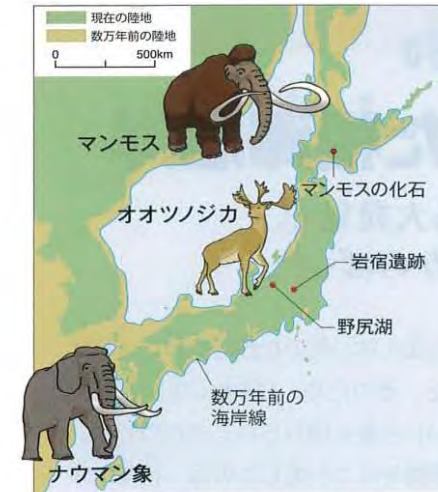 現在の陸地
数万年前の陸地
0 500km
マンモス
マンモスの化石
オオツノジカ
岩宿遺跡
野尻湖
数万年前の
海岸線
ナウマン象